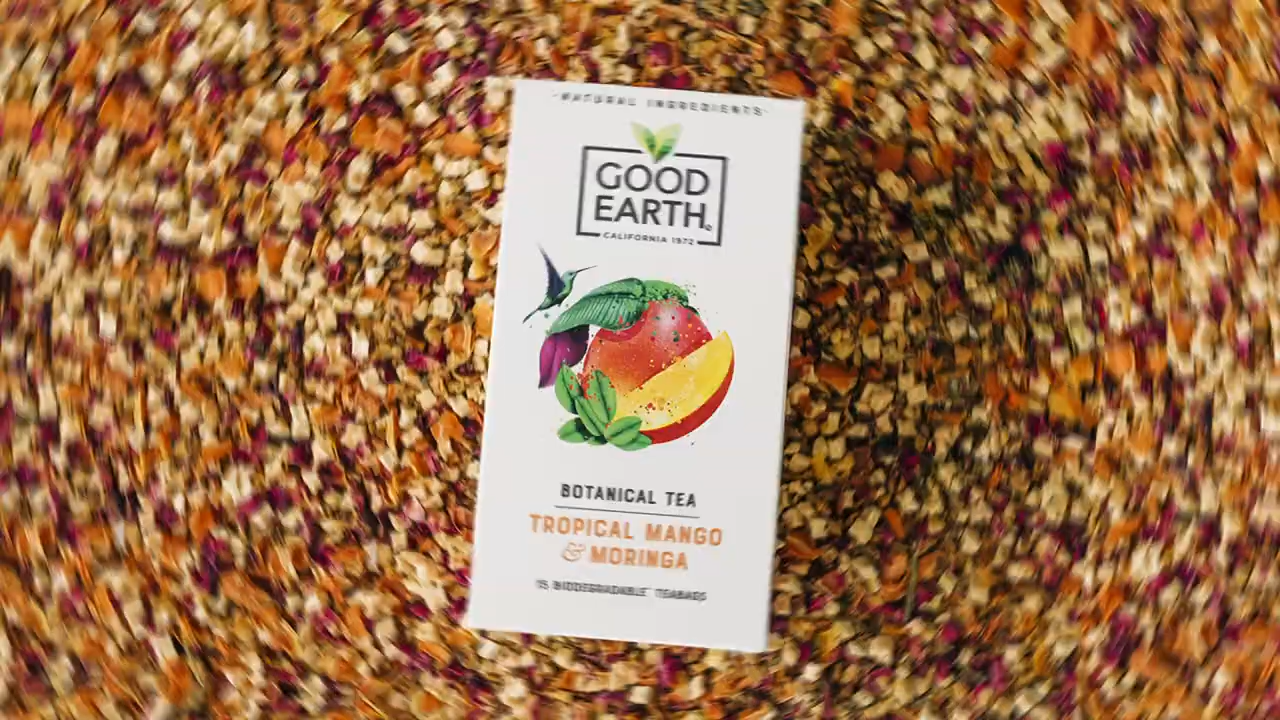 ·NATURAL INGREDIENTS·
GOOD
EARTH®
CALIFORNIA 1972
BOTANICAL TEA
TROPICAL MANGO
& MORINGA
15 BIODEGRADABLE* TEABAGS